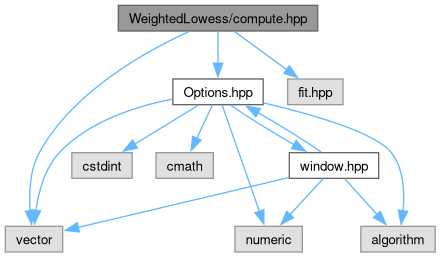 WeightedLowess/compute.hpp
Options.hpp
fit.hpp
cstdint
cmath
window.hpp
vector
numeric
algorithm